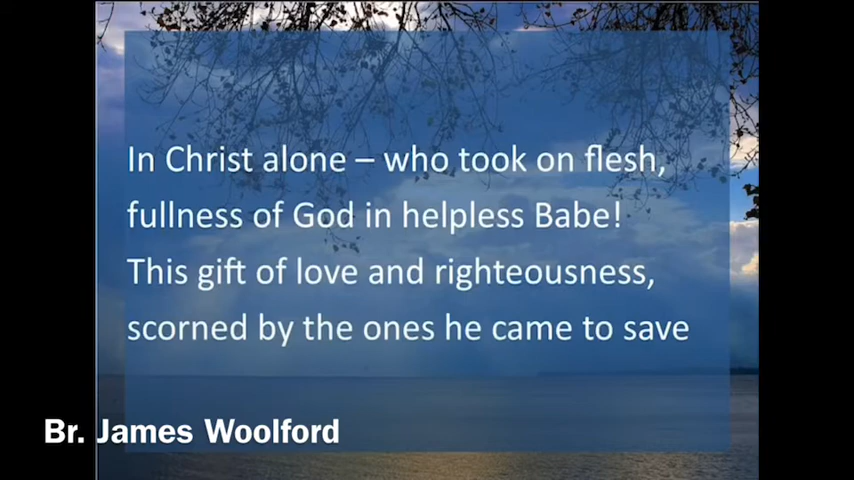 In Christ alone – who took on flesh,
fullness of God in helpless Babe!
This gift of love and righteousness,
scorned by the ones he came to save
Br. James Woolford